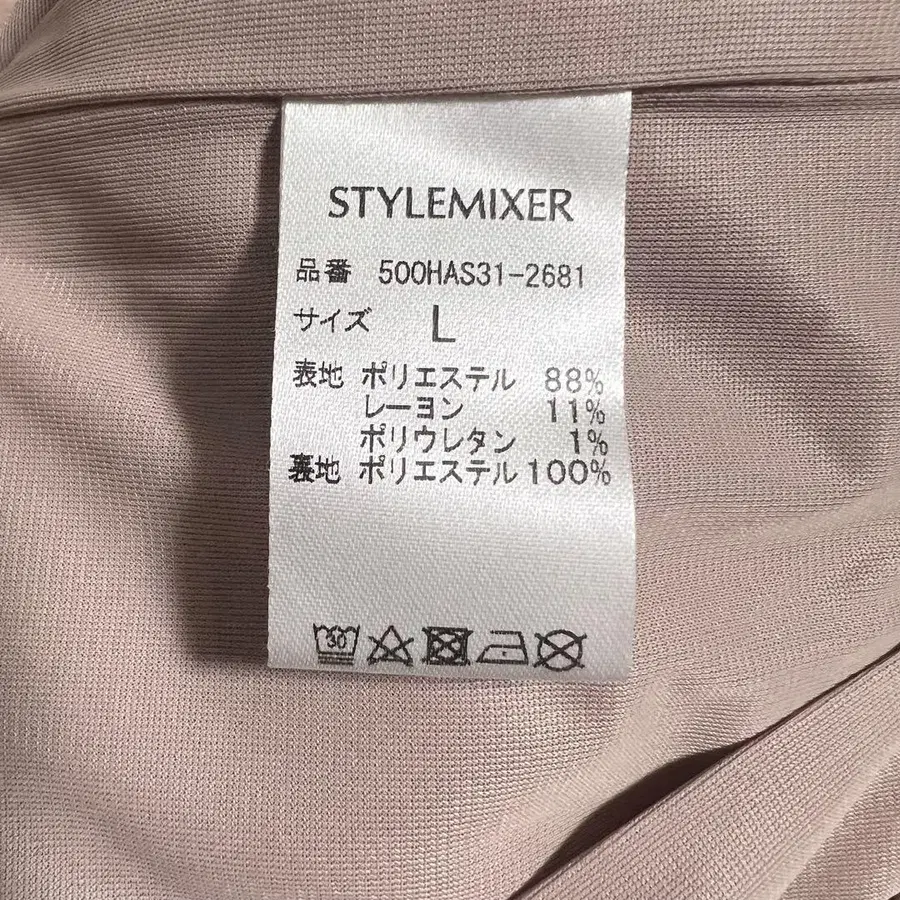 STYLEMIXER
品番 500HAS31-2681
サイズ L
表地 ポリエステル 88%
レーヨン 11%
ポリウレタン 1%
裏地 ポリエステル 100%
30